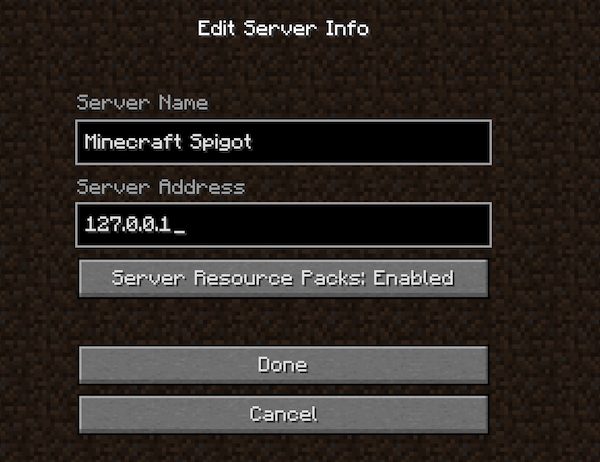 Edit Server Info
Server Name
Minecraft Spigot
Server Address
127.0.0.1_
Server Resource Packs: Enabled
Done
Cancel